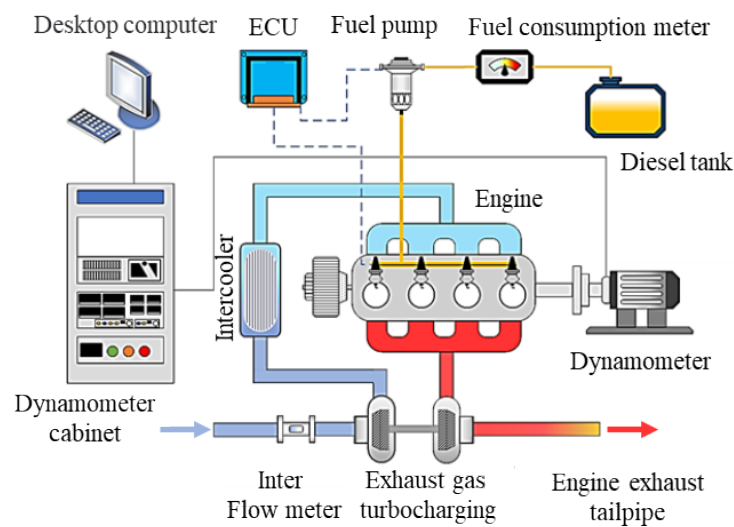 Desktop computer
ECU
Fuel pump
Fuel consumption meter
Diesel tank
Engine
Intercooler
Dynamometer
Dynamometer
cabinet
Inter
Flow meter
Exhaust gas
turbocharging
Engine exhaust
tailpipe